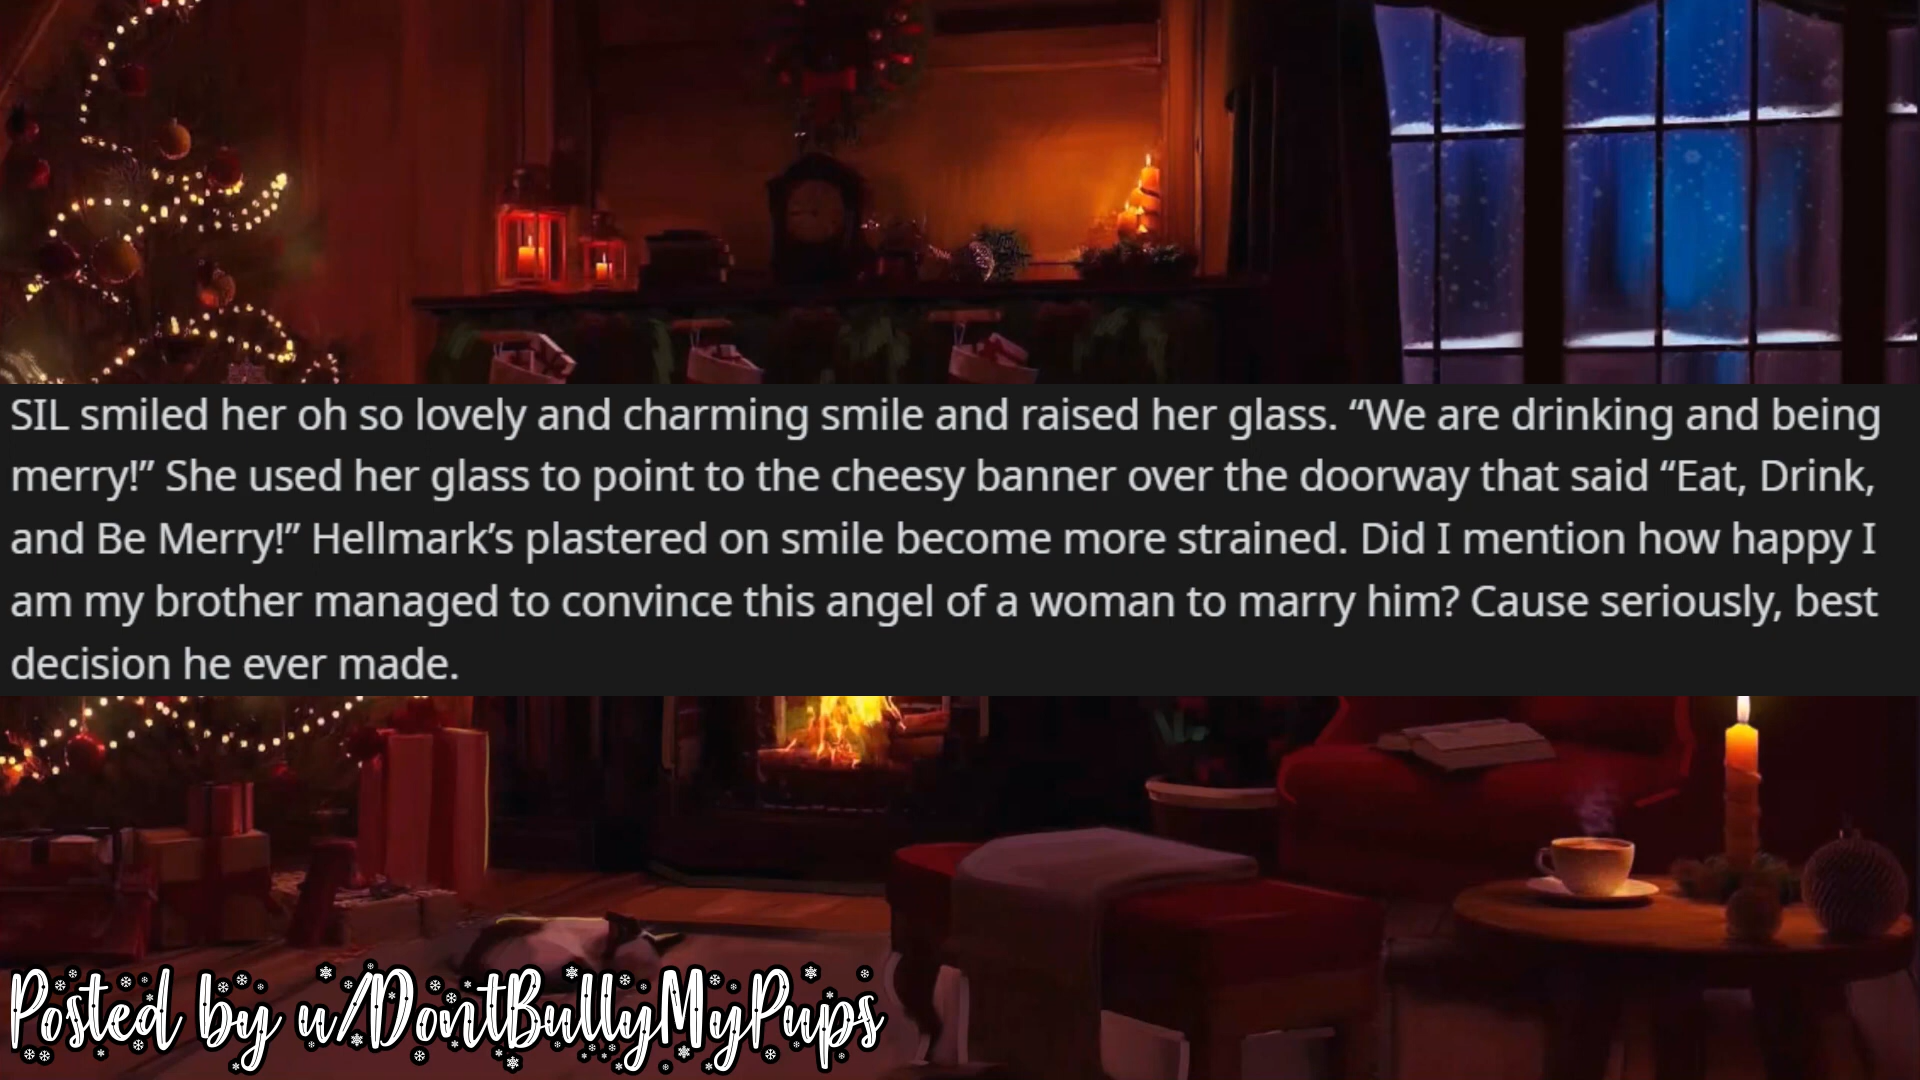 SIL smiled her oh so lovely and charming smile and raised her glass. “We are drinking and being
merry!” She used her glass to point to the cheesy banner over the doorway that said “Eat, Drink,
and Be Merry!” Hellmark’s plastered on smile become more strained. Did I mention how happy I
am my brother managed to convince this angel of a woman to marry him? Cause seriously, best
decision he ever made.
Posted by u/DontBullyMyPups